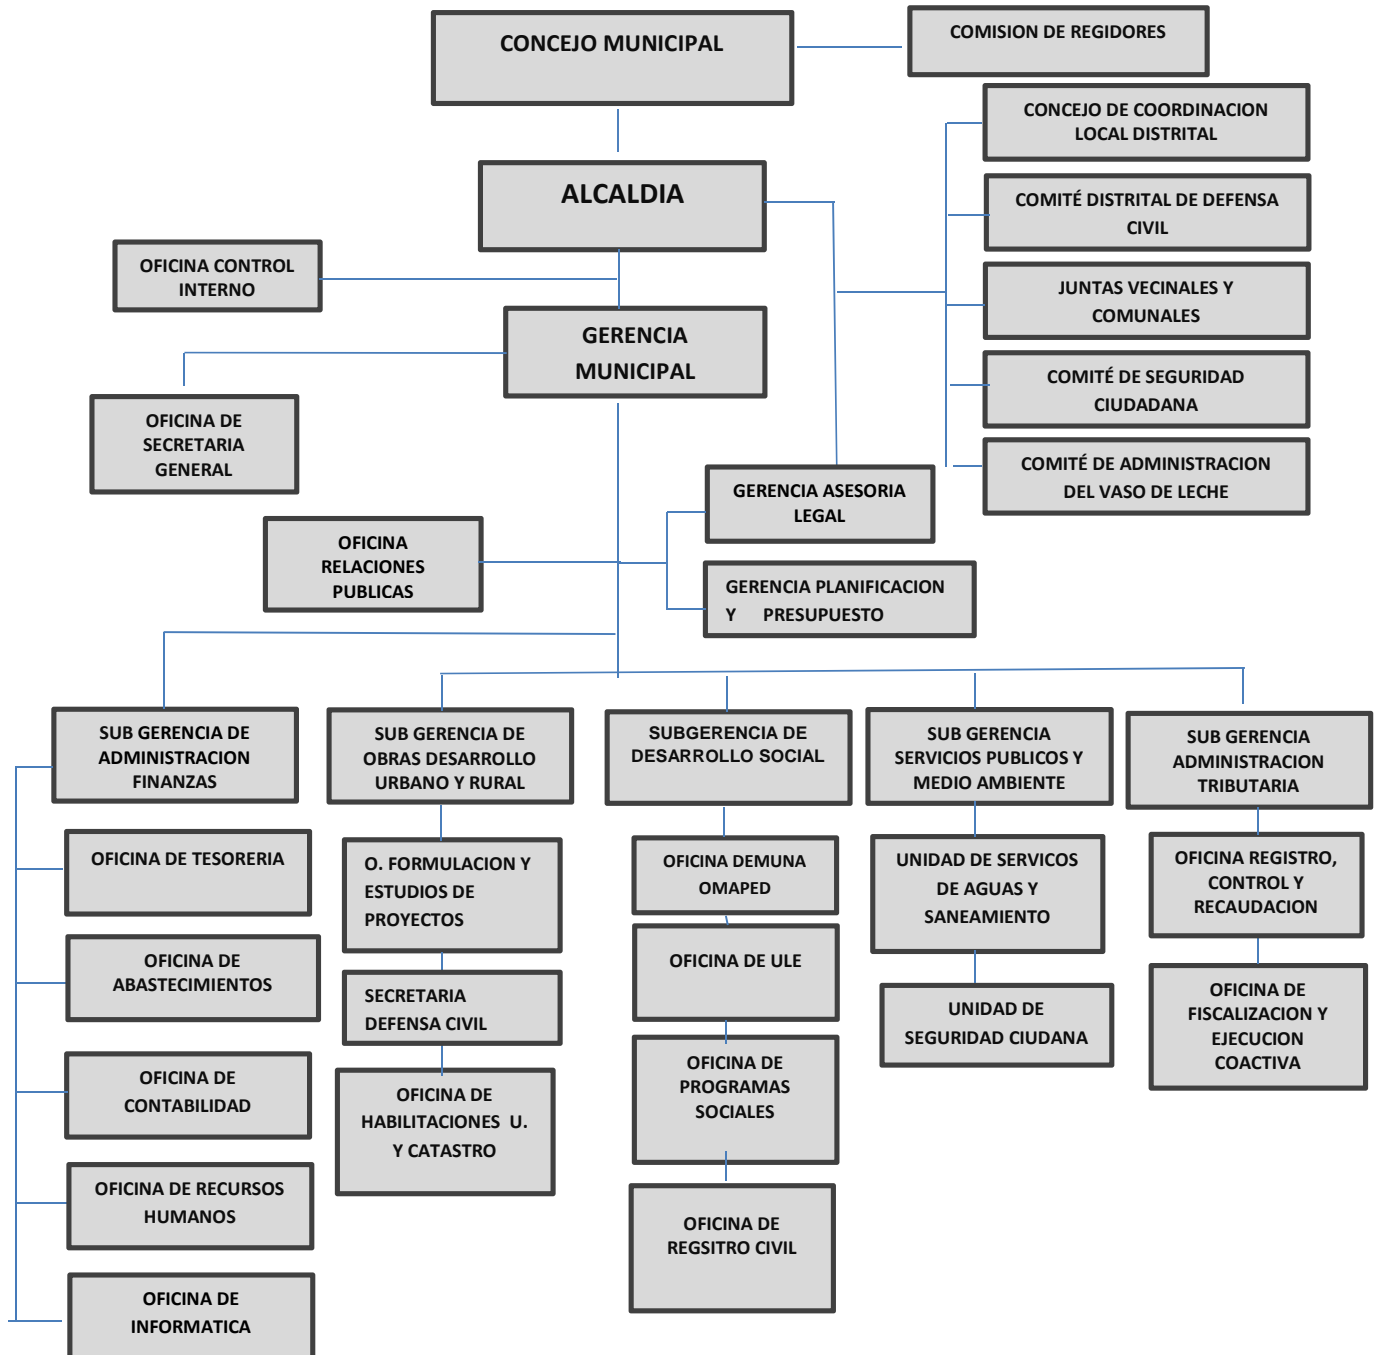 CONCEJO MUNICIPAL
COMISION DE REGIDORES
CONCEJO DE COORDINACION
LOCAL DISTRITAL
ALCALDIA
COMITÉ DISTRITAL DE DEFENSA
CIVIL
OFICINA CONTROL
INTERNO
JUNTAS VECINALES Y
COMUNALES
GERENCIA
MUNICIPAL
COMITÉ DE SEGURIDAD
CIUDADANA
OFICINA DE
SECRETARIA
GENERAL
COMITÉ DE ADMINISTRACION
DEL VASO DE LECHE
GERENCIA ASESORIA
LEGAL
OFICINA
RELACIONES
PUBLICAS
GERENCIA PLANIFICACION
Y PRESUPUESTO
SUB GERENCIA DE
ADMINISTRACION
FINANZAS
SUB GERENCIA DE
OBRAS DESARROLLO
URBANO Y RURAL
SUBGERENCIA DE
DESARROLLO SOCIAL
SUB GERENCIA
SERVICIOS PUBLICOS Y
MEDIO AMBIENTE
SUB GERENCIA
ADMINISTRACION
TRIBUTARIA
OFICINA DE TESORERIA
O. FORMULACION Y
ESTUDIOS DE
PROYECTOS
OFICINA DEMUNA
OMAPED
UNIDAD DE SERVICOS
DE AGUAS Y
SANEAMIENTO
OFICINA REGISTRO,
CONTROL Y
RECAUDACION
OFICINA DE
ABASTECIMIENTOS
SECRETARIA
DEFENSA CIVIL
OFICINA DE ULE
UNIDAD DE
SEGURIDAD CIUDANA
OFICINA DE
FISCALIZACION Y
EJECUCION
COACTIVA
OFICINA DE
CONTABILIDAD
OFICINA DE
HABILITACIONES U.
Y CATASTRO
OFICINA DE
PROGRAMAS
SOCIALES
OFICINA DE RECURSOS
HUMANOS
OFICINA DE
REGSITRO CIVIL
OFICINA DE
INFORMATICA